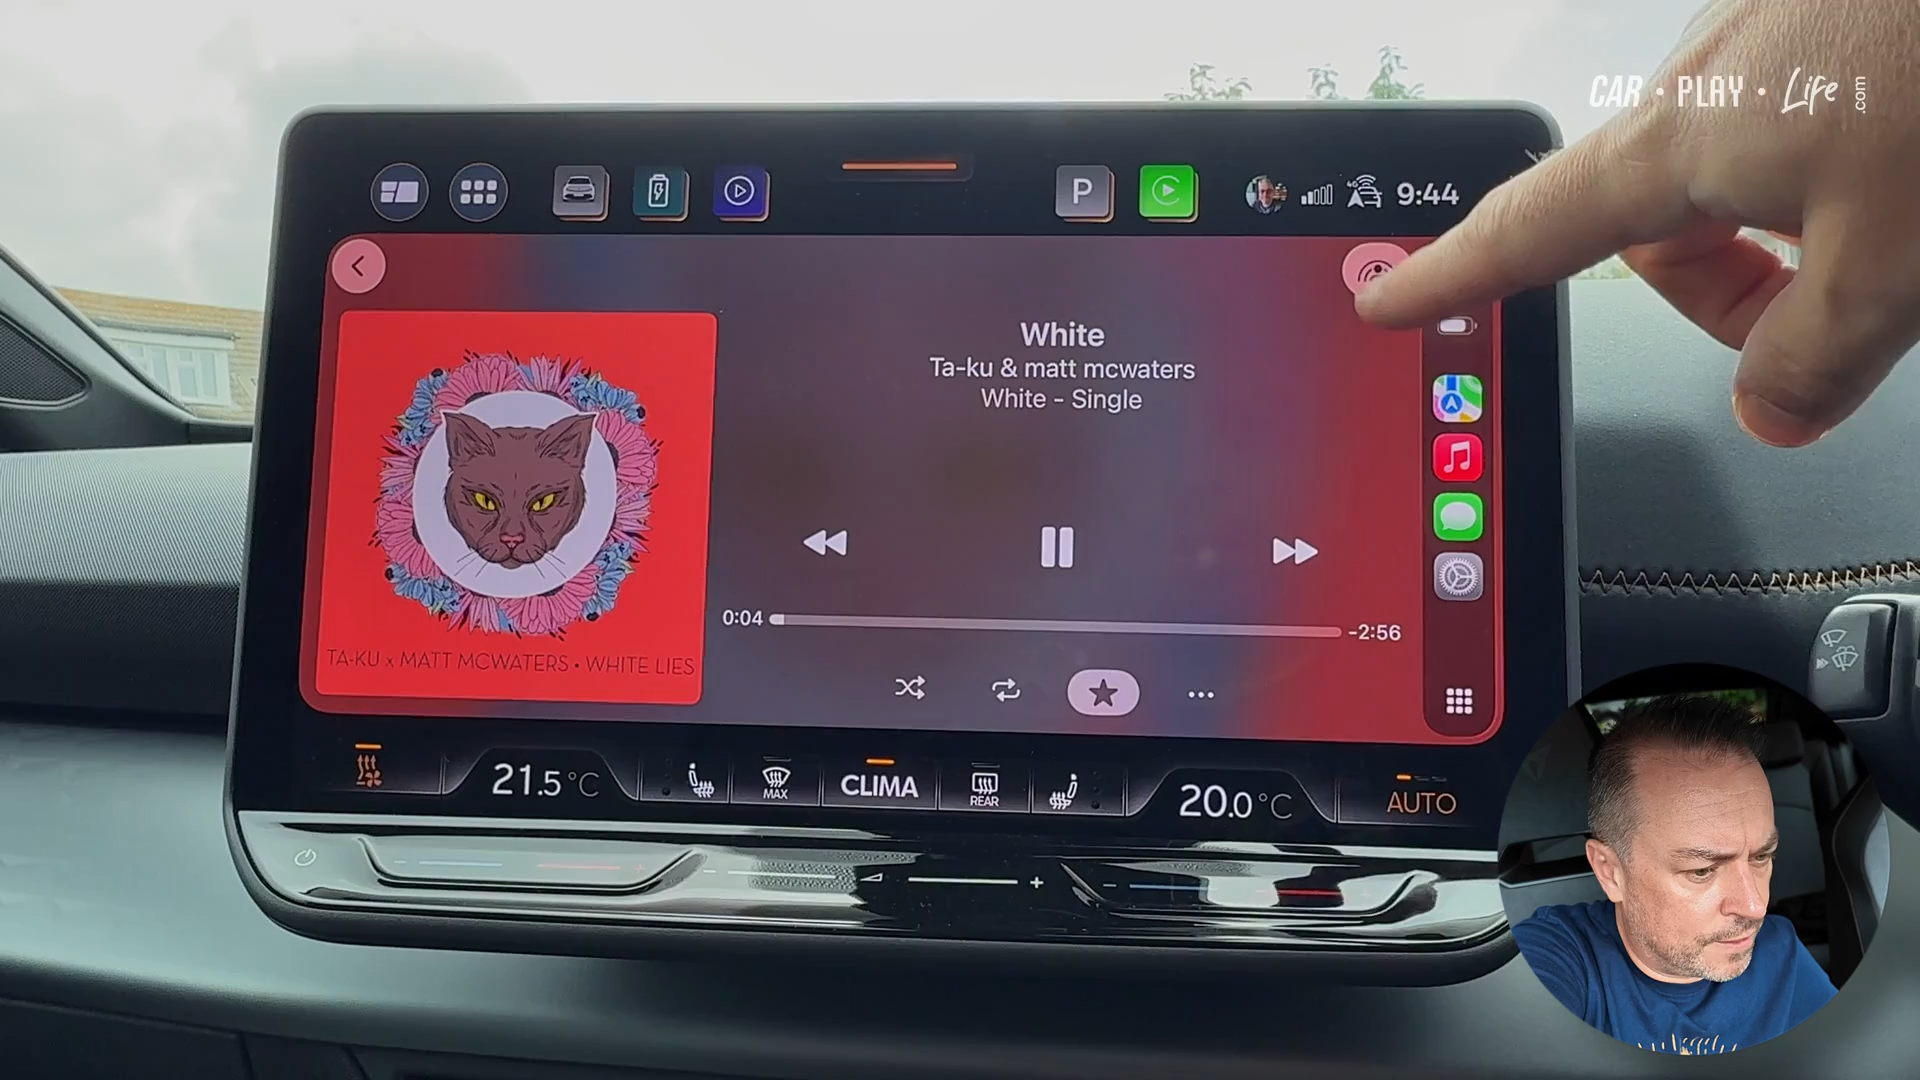 CAR • PLAY • Life .com
P
4G
9:44
White
Ta-ku & matt mcwaters
White - Single
0:04
-2:56
TA-KU x MATT MCWATERS • WHITE LIES
21.5°C
MAX
CLIMA
REAR
20.0°C
AUTO